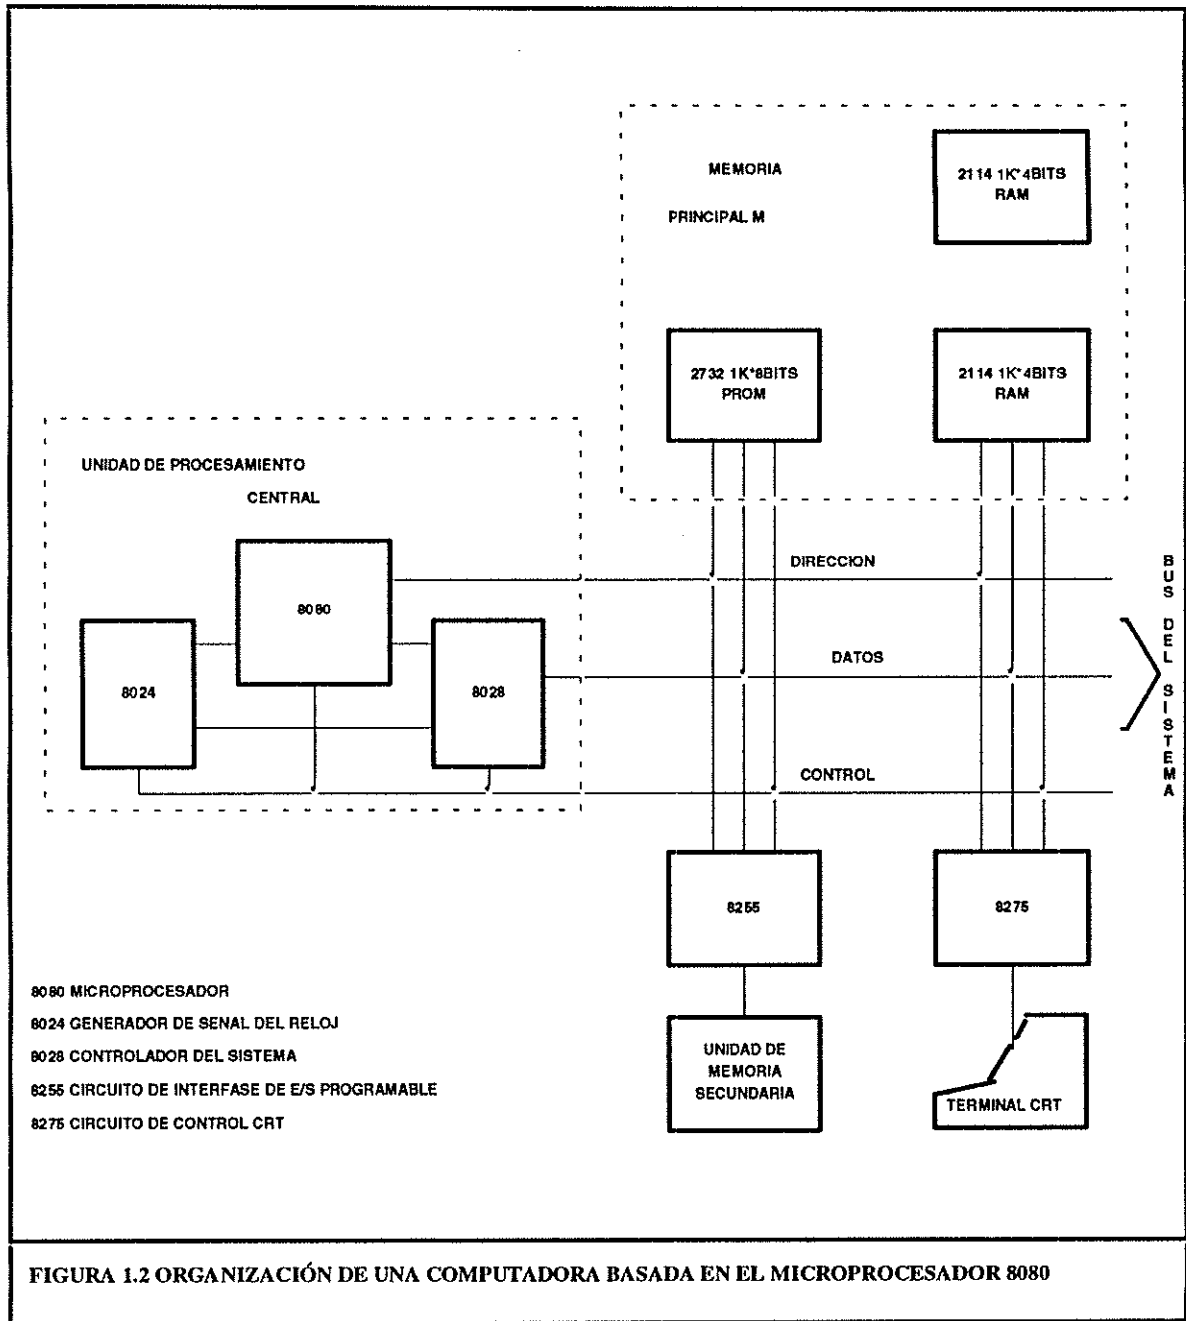 MEMORIA
PRINCIPAL M
2114 1K*4BITS
RAM
2732 1K*8BITS
PROM
2114 1K*4BITS
RAM
UNIDAD DE PROCESAMIENTO
CENTRAL
8080
8024
8028
DIRECCION
DATOS
CONTROL
BUS DEL SISTEMA
8255
8275
UNIDAD DE
MEMORIA
SECUNDARIA
TERMINAL CRT
8080 MICROPROCESADOR
8024 GENERADOR DE SENAL DEL RELOJ
8028 CONTROLADOR DEL SISTEMA
8255 CIRCUITO DE INTERFASE DE E/S PROGRAMABLE
8275 CIRCUITO DE CONTROL CRT
FIGURA 1.2 ORGANIZACIÓN DE UNA COMPUTADORA BASADA EN EL MICROPROCESADOR 8080